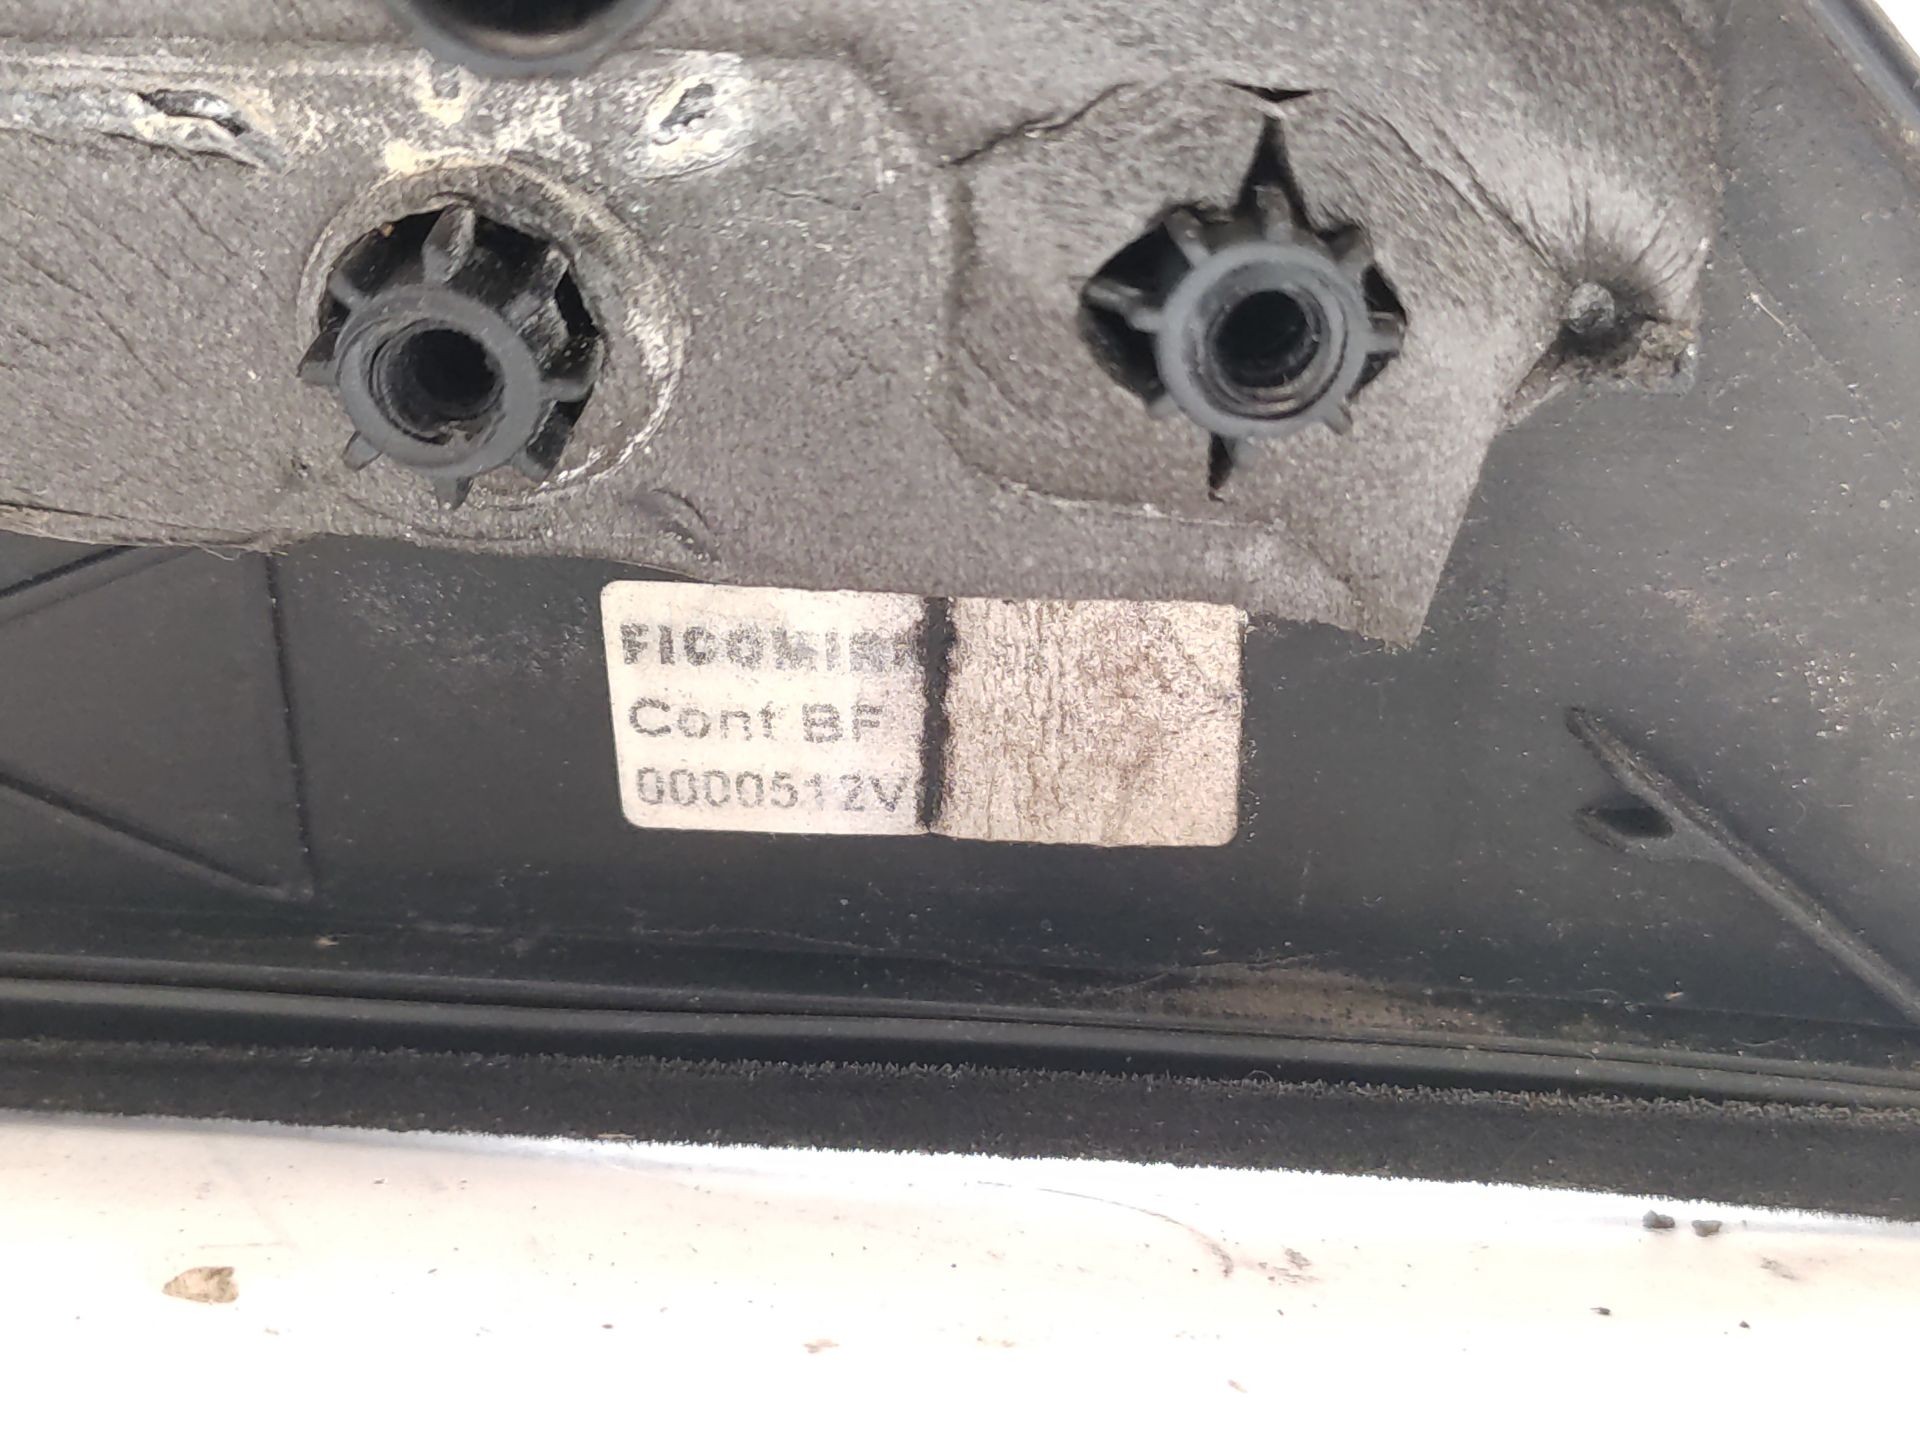 FICOMIRR
Conf BF
0000512V